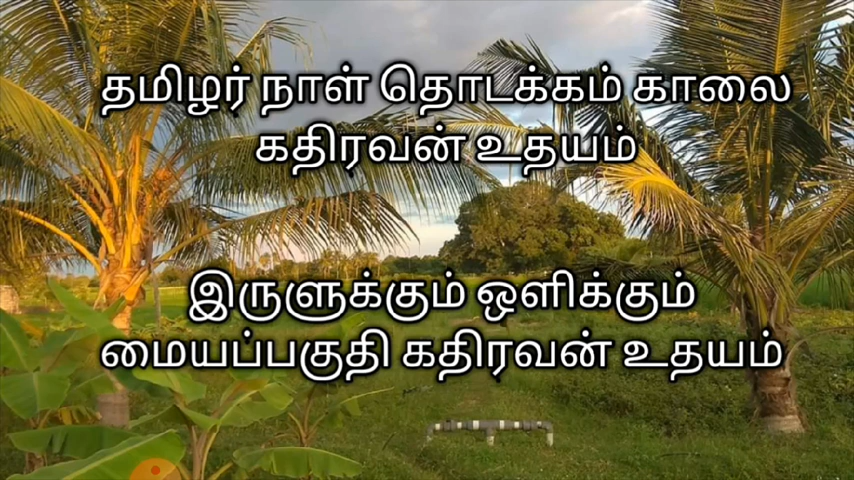 தமிழர் நாள் தொடக்கம் காலை
கதிரவன் உதயம்
இருளுக்கும் ஒளிக்கும்
மையப்பகுதி கதிரவன் உதயம்